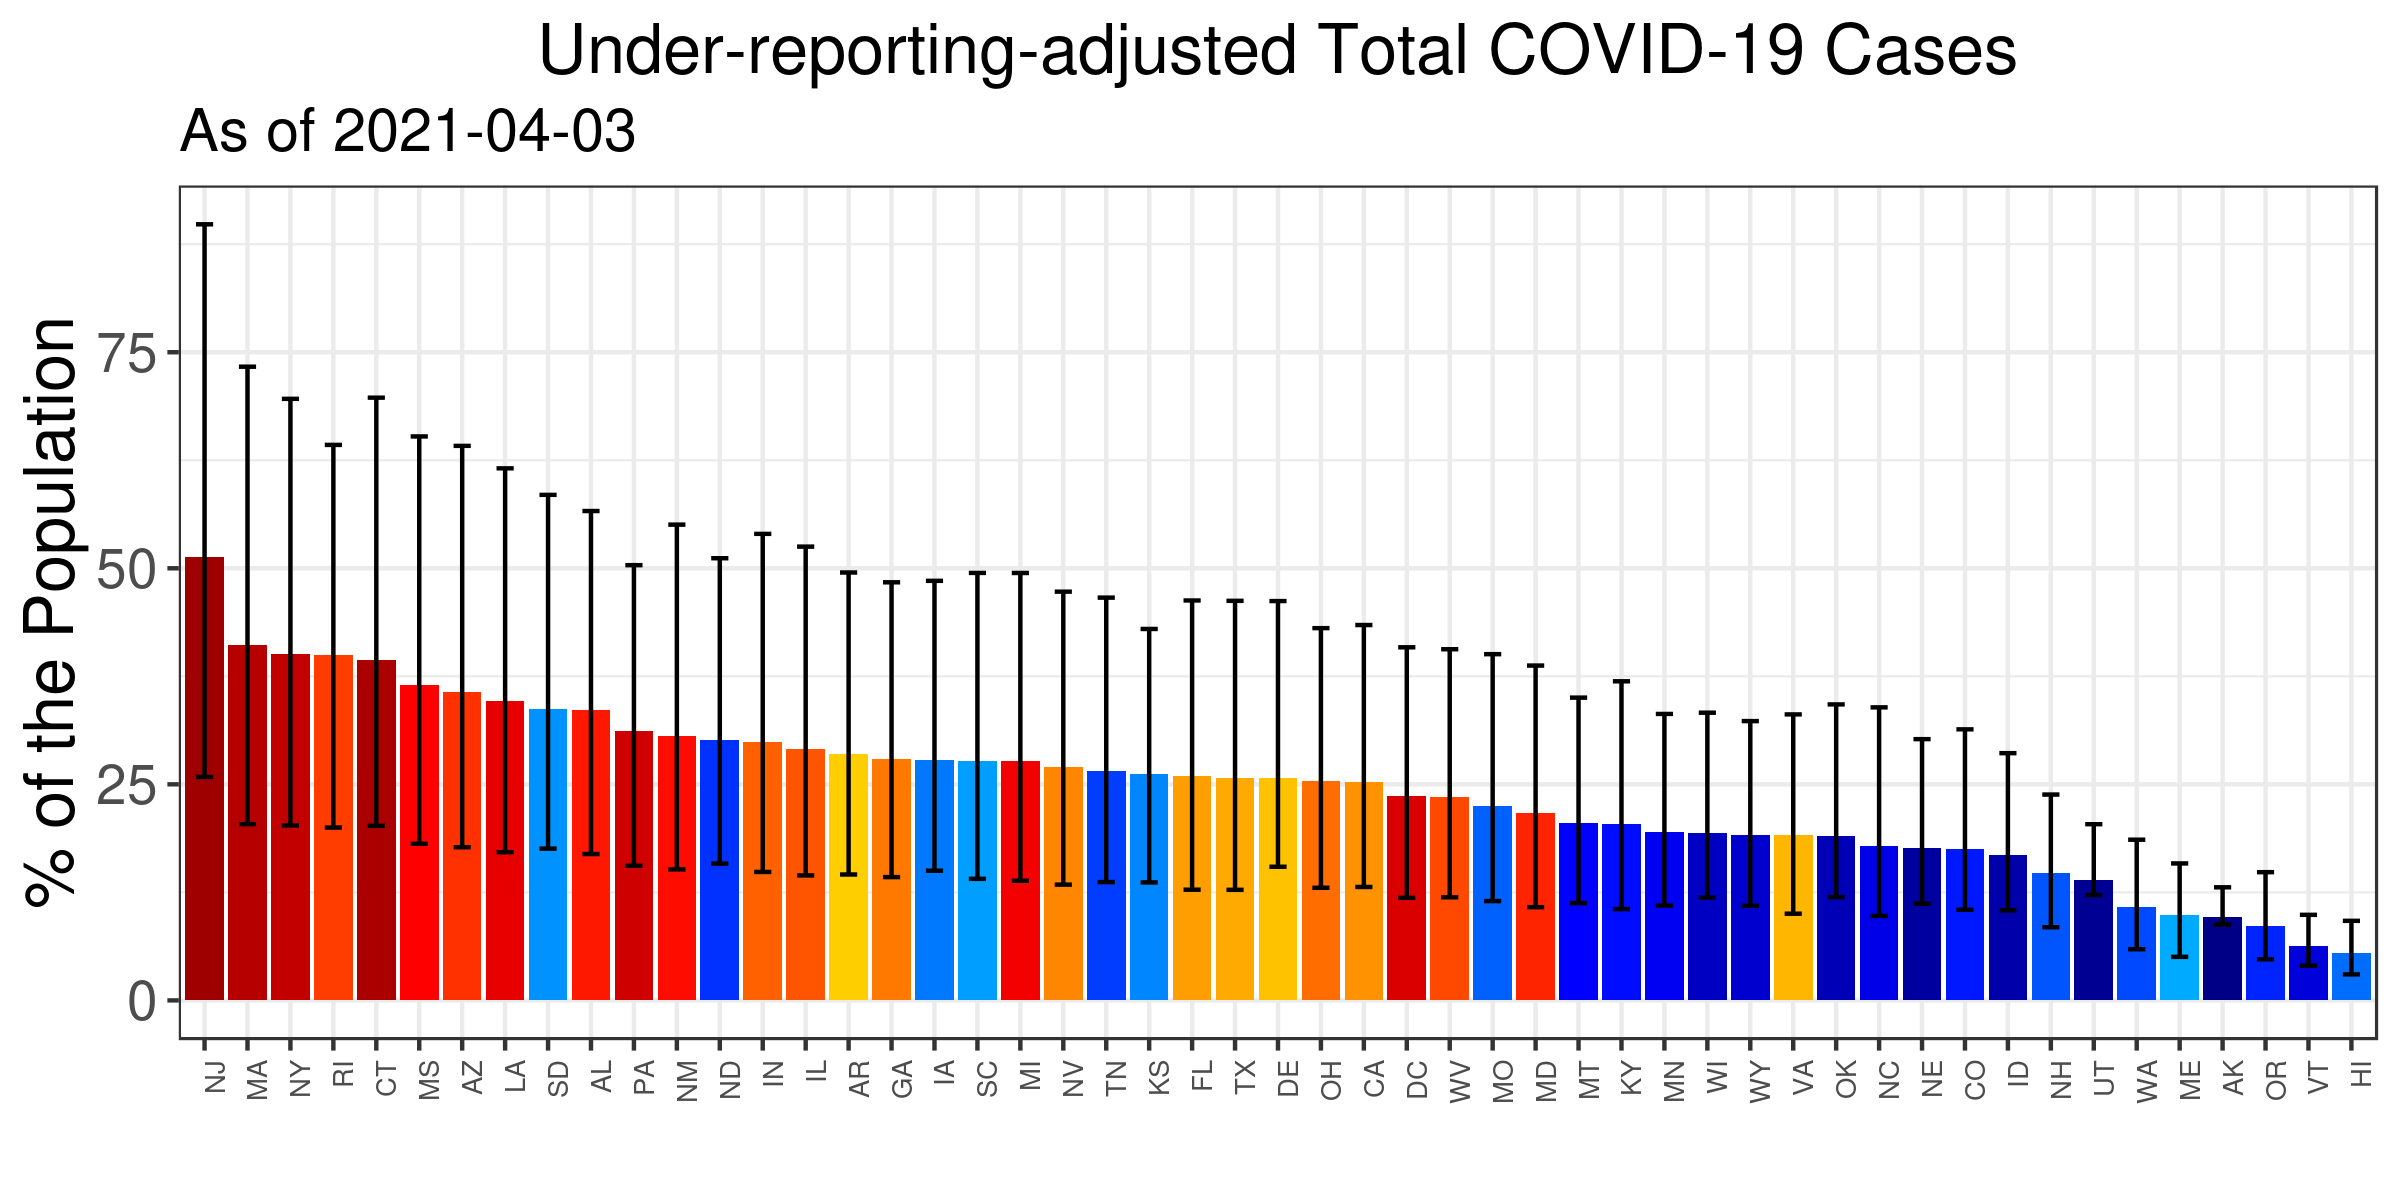 Under-reporting-adjusted Total COVID-19 Cases
As of 2021-04-03
% of the Population
75
50
25
0
NJ MA NY RI CT MS AZ LA SD AL PA NM ND IN IL AR GA IA SC MI NV TN KS FL TX DE OH CA DC WV MO MD MT KY MN WI WY VA OK NC NE CO ID NH UT WA ME AK OR VT HI